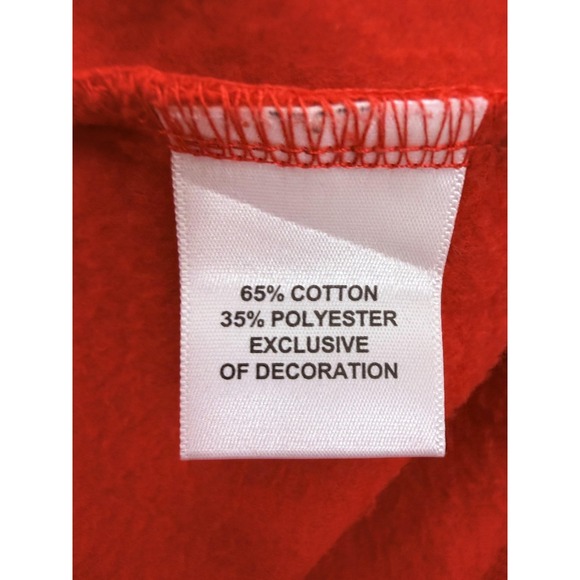 65% COTTON
35% POLYESTER
EXCLUSIVE
OF DECORATION